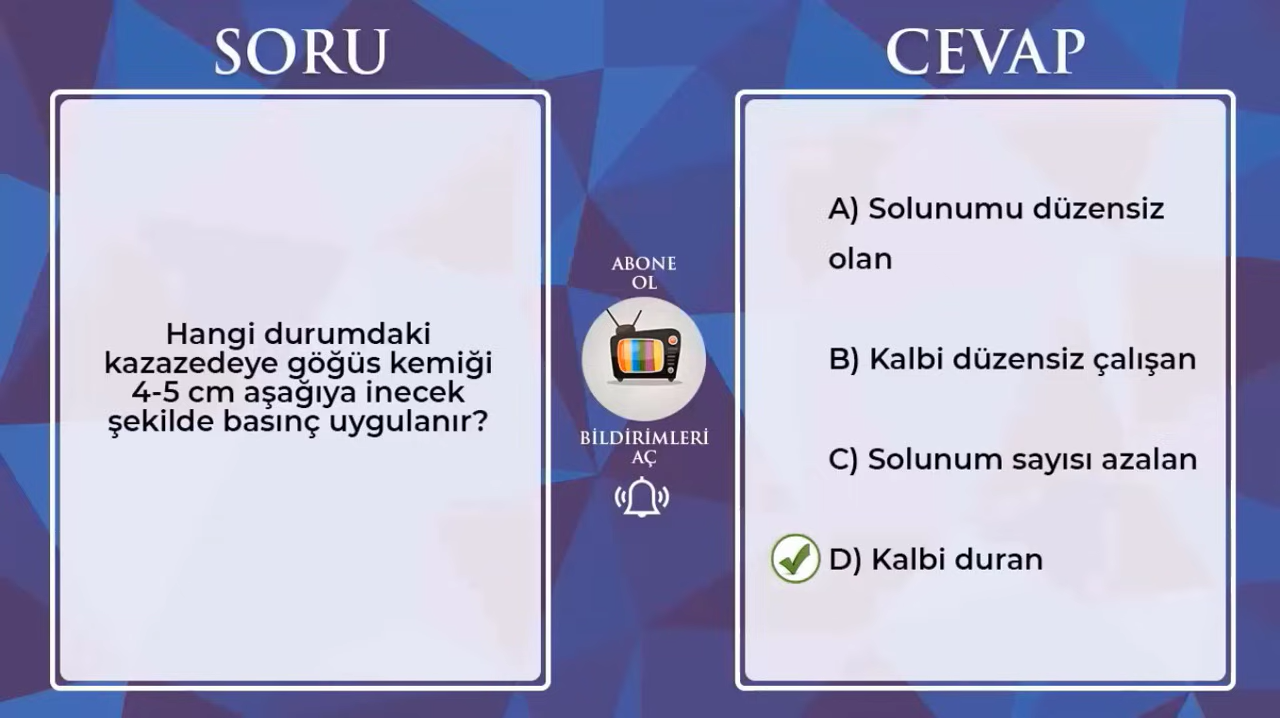 SORU
Hangi durumdaki
kazazedeye göğüs kemiği
4-5 cm aşağıya inecek
şekilde basınç uygulanır?
ABONE
OL
BİLDİRİMLERİ
AÇ
CEVAP
A) Solunumu düzensiz
olan
B) Kalbi düzensiz çalışan
C) Solunum sayısı azalan
D) Kalbi duran